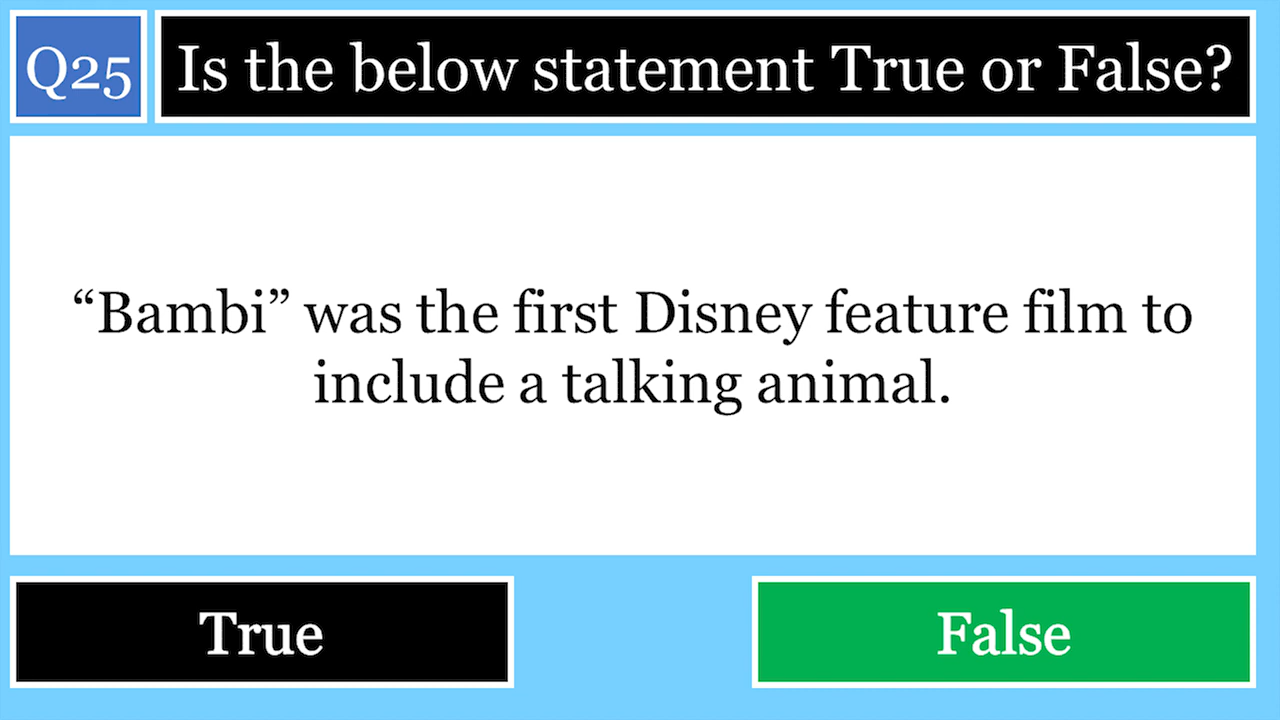 Q25
Is the below statement True or False?
“Bambi” was the first Disney feature film to
include a talking animal.
True
False